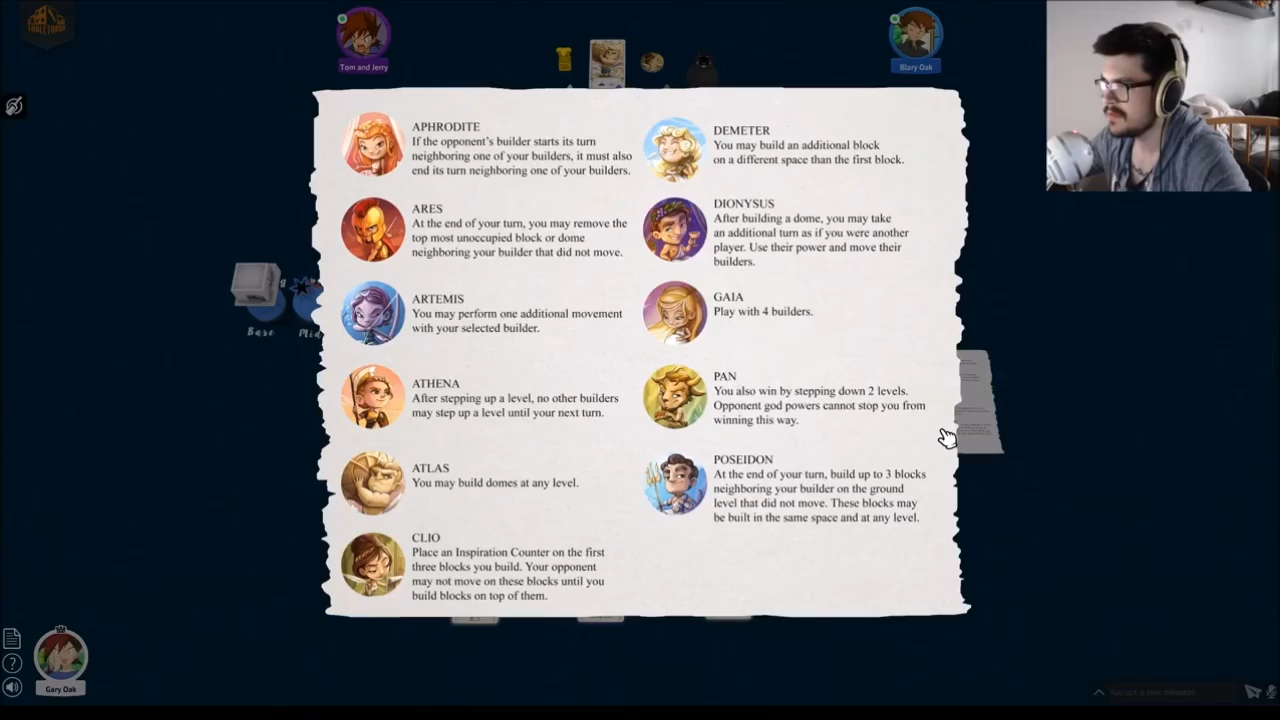 TABLETOPIA
Tom and Jerry
Blary Oak
APHRODITE
If the opponent's builder starts its turn
neighboring one of your builders, it must also
end its turn neighboring one of your builders.
ARES
At the end of your turn, you may remove the
top most unoccupied block or dome
neighboring your builder that did not move.
ARTEMIS
You may perform one additional movement
with your selected builder.
ATHENA
After stepping up a level, no other builders
may step up a level until your next turn.
ATLAS
You may build domes at any level.
CLIO
Place an Inspiration Counter on the first
three blocks you build. Your opponent
may not move on these blocks until you
build blocks on top of them.
DEMETER
You may build an additional block
on a different space than the first block.
DIONYSUS
After building a dome, you may take
an additional turn as if you were another
player. Use their power and move their
builders.
GAIA
Play with 4 builders.
PAN
You also win by stepping down 2 levels.
Opponent god powers cannot stop you from
winning this way.
POSEIDON
At the end of your turn, build up to 3 blocks
neighboring your builder on the ground
level that did not move. These blocks may
be built in the same space and at any level.
Base
Mid
Gary Oak
You got a new message